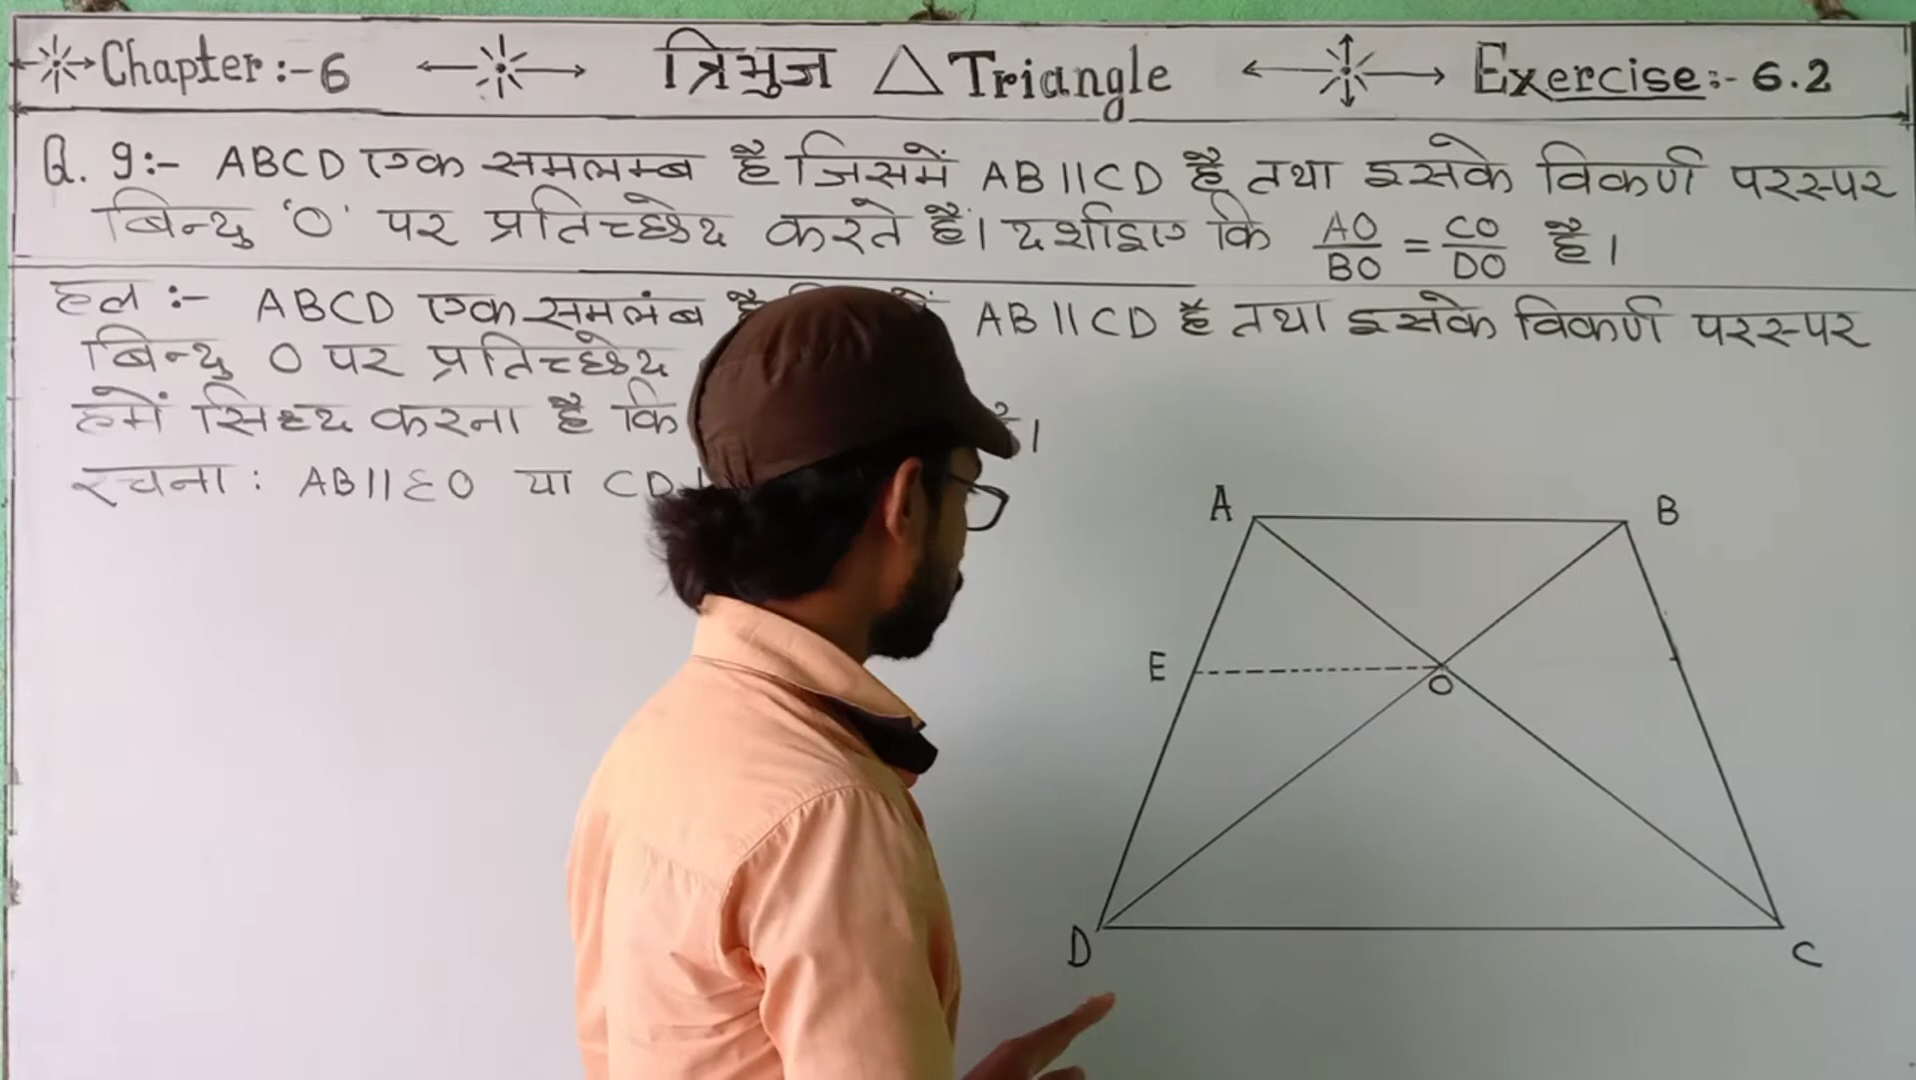 Chapter :- 6 त्रिभुज △ Triangle Exercise:- 6.2
Q. 9:- ABCD एक समलम्ब है जिसमें AB||CD है तथा इसके विकर्ण परस्पर
बिन्दु 'O' पर प्रतिच्छेद करते हैं। दर्शाइए कि AO/BO = CO/DO है।
हल :- ABCD एक समलंब है AB||CD है तथा इसके विकर्ण परस्पर
बिन्दु O पर प्रतिच्छेद
हमें सिद्ध करना है कि है।
रचना : AB||EO या CD
A B
E O
D C